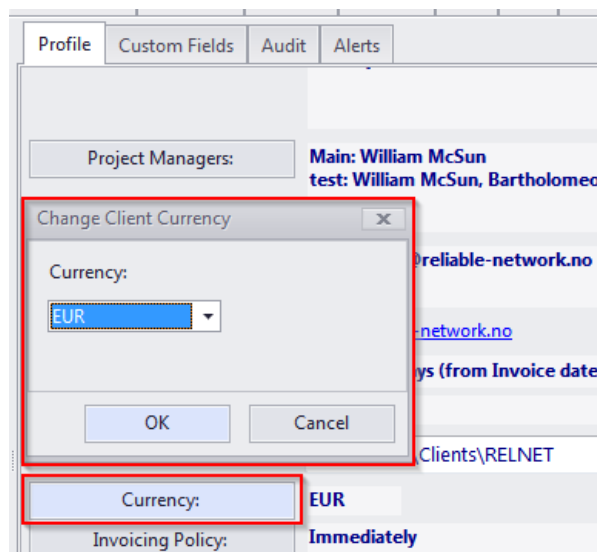 Profile Custom Fields Audit Alerts
Project Managers: Main: William McSun
test: William McSun, Bartholomeo
Change Client Currency
@reliable-network.no
Currency:
EUR
-network.no
ys (from Invoice date
OK Cancel
\Clients\RELNET
Currency: EUR
Invoicing Policy: Immediately